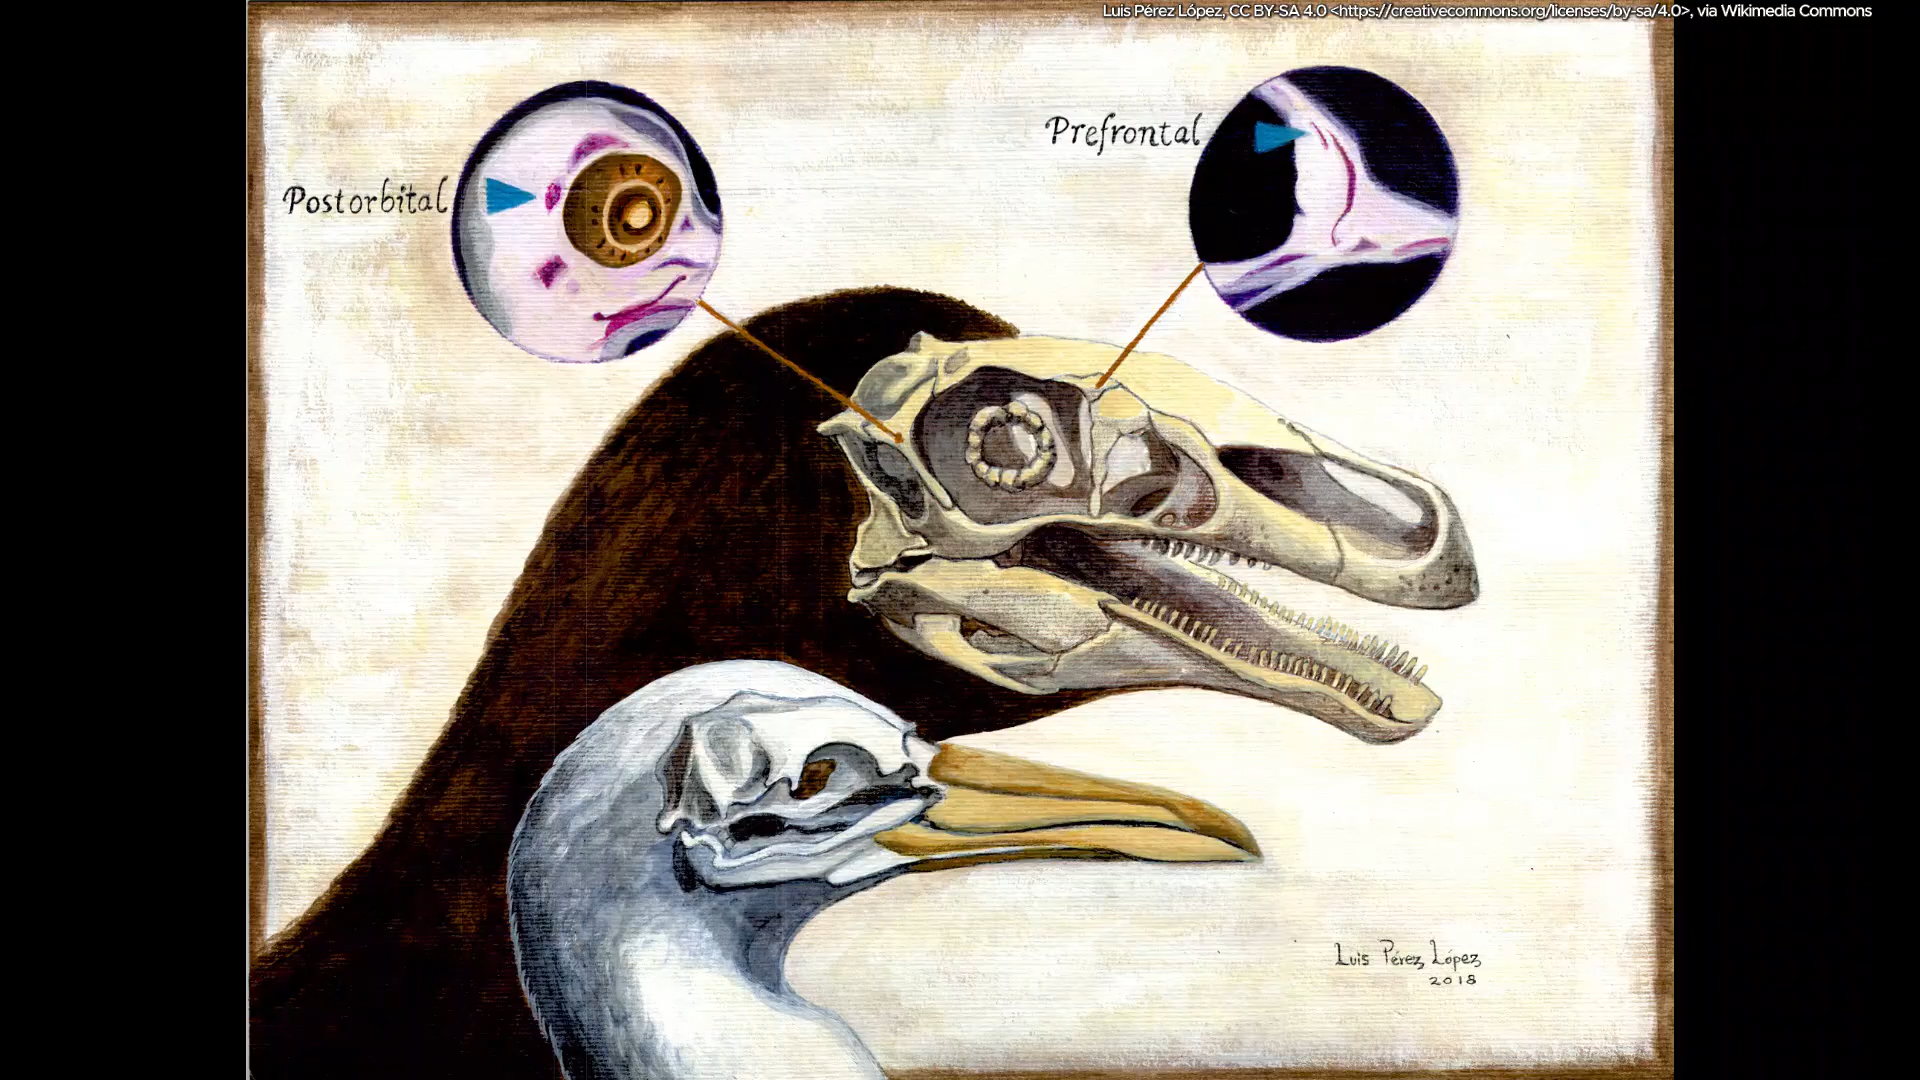 Luis Pérez López, CC BY-SA 4.0 <https://creativecommons.org/licenses/by-sa/4.0>, via Wikimedia Commons
Prefrontal
Postorbital
Luis Pérez López
2018